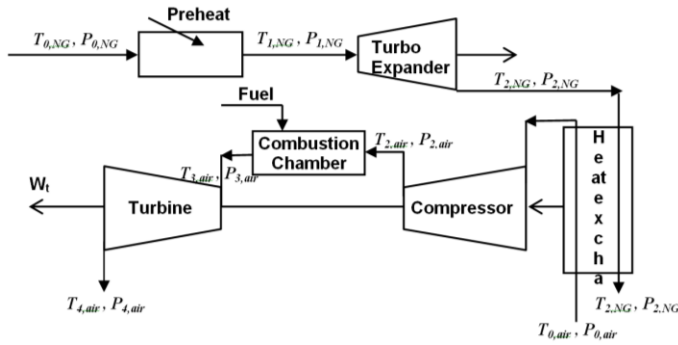 Preheat
T0,NG, P0,NG
T1,NG, P1,NG
Turbo
Expander
T2,NG, P2,NG
Fuel
Combustion
Chamber
T2,air, P2,air
T3,air, P3,air
Wt
Turbine
Compressor
H
e
a
t
e
x
c
h
a
T4,air, P4,air
T2,NG, P2,NG
T0,air, P0,air